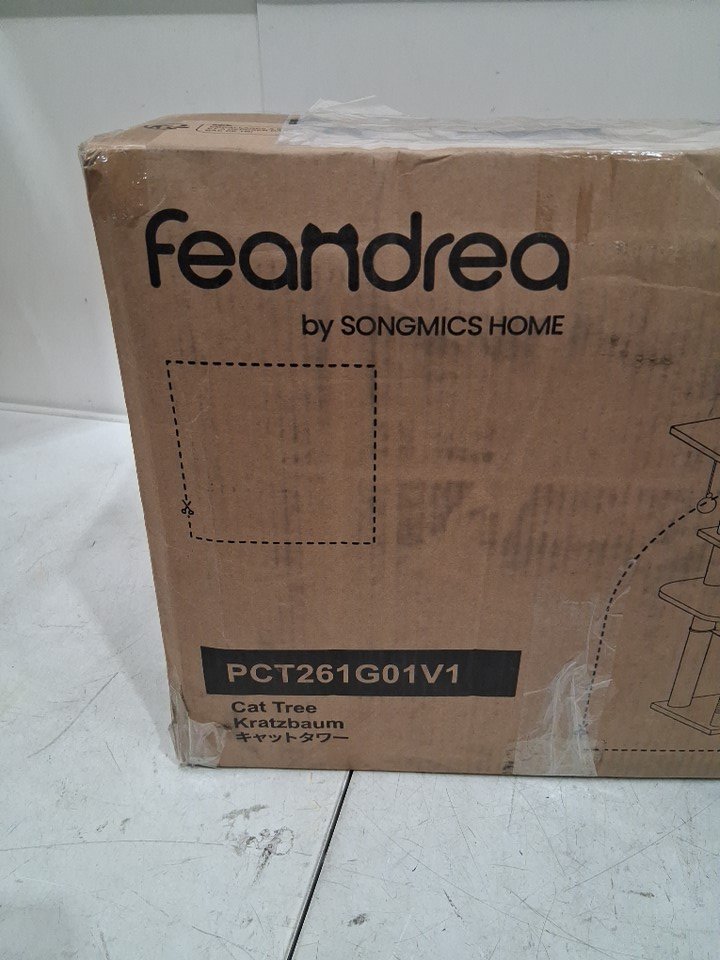 feandrea
by SONGMICS HOME
PCT261G01V1
Cat Tree
Kratzbaum
キャットタワー